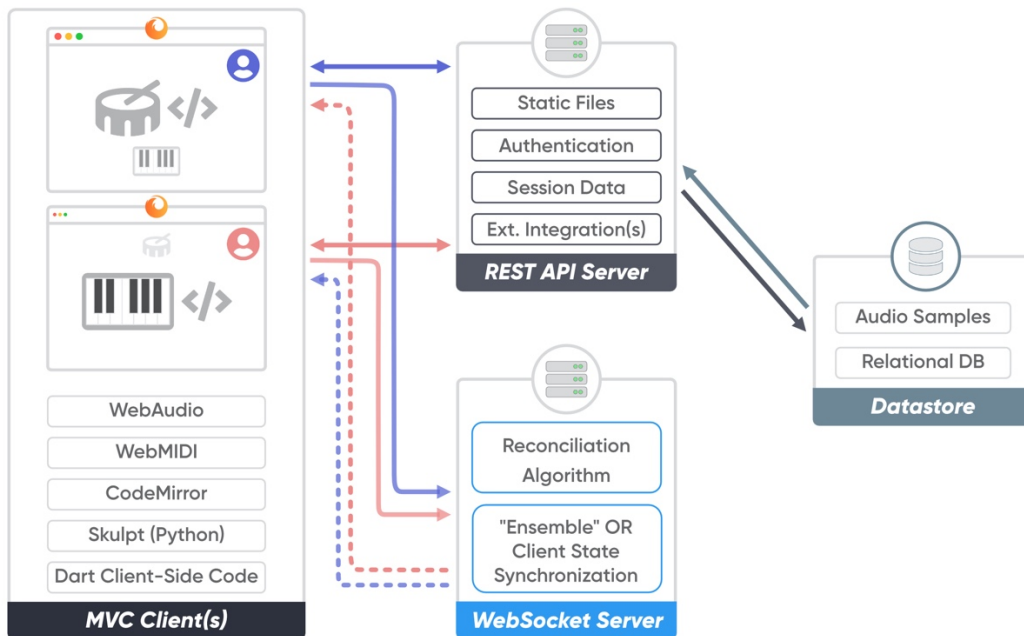 WebAudio
WebMIDI
CodeMirror
Skulpt (Python)
Dart Client-Side Code
MVC Client(s)
Static Files
Authentication
Session Data
Ext. Integration(s)
REST API Server
Reconciliation
Algorithm
"Ensemble" OR
Client State
Synchronization
WebSocket Server
Audio Samples
Relational DB
Datastore